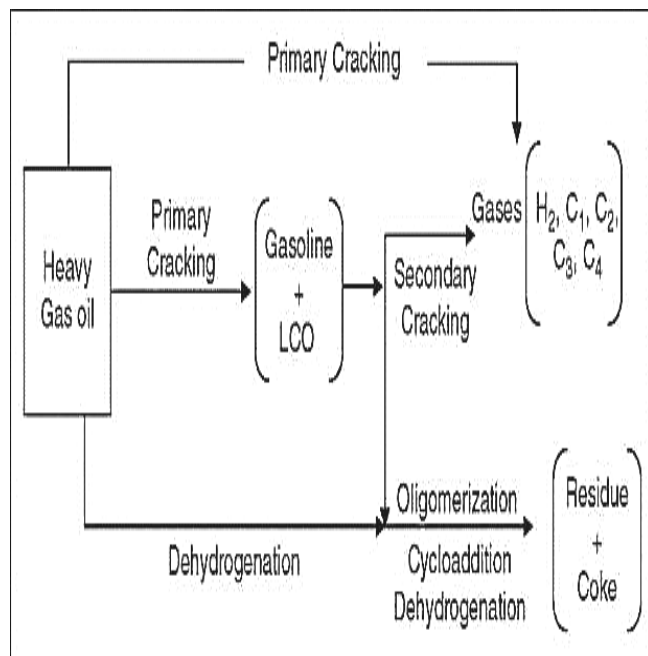 Primary Cracking
Heavy
Gas oil
Primary
Cracking
Gasoline
+
LCO
Secondary
Cracking
Gases
H₂, C₁, C₂,
C₃, C₄
Dehydrogenation
Oligomerization
Cycloaddition
Dehydrogenation
Residue
+
Coke